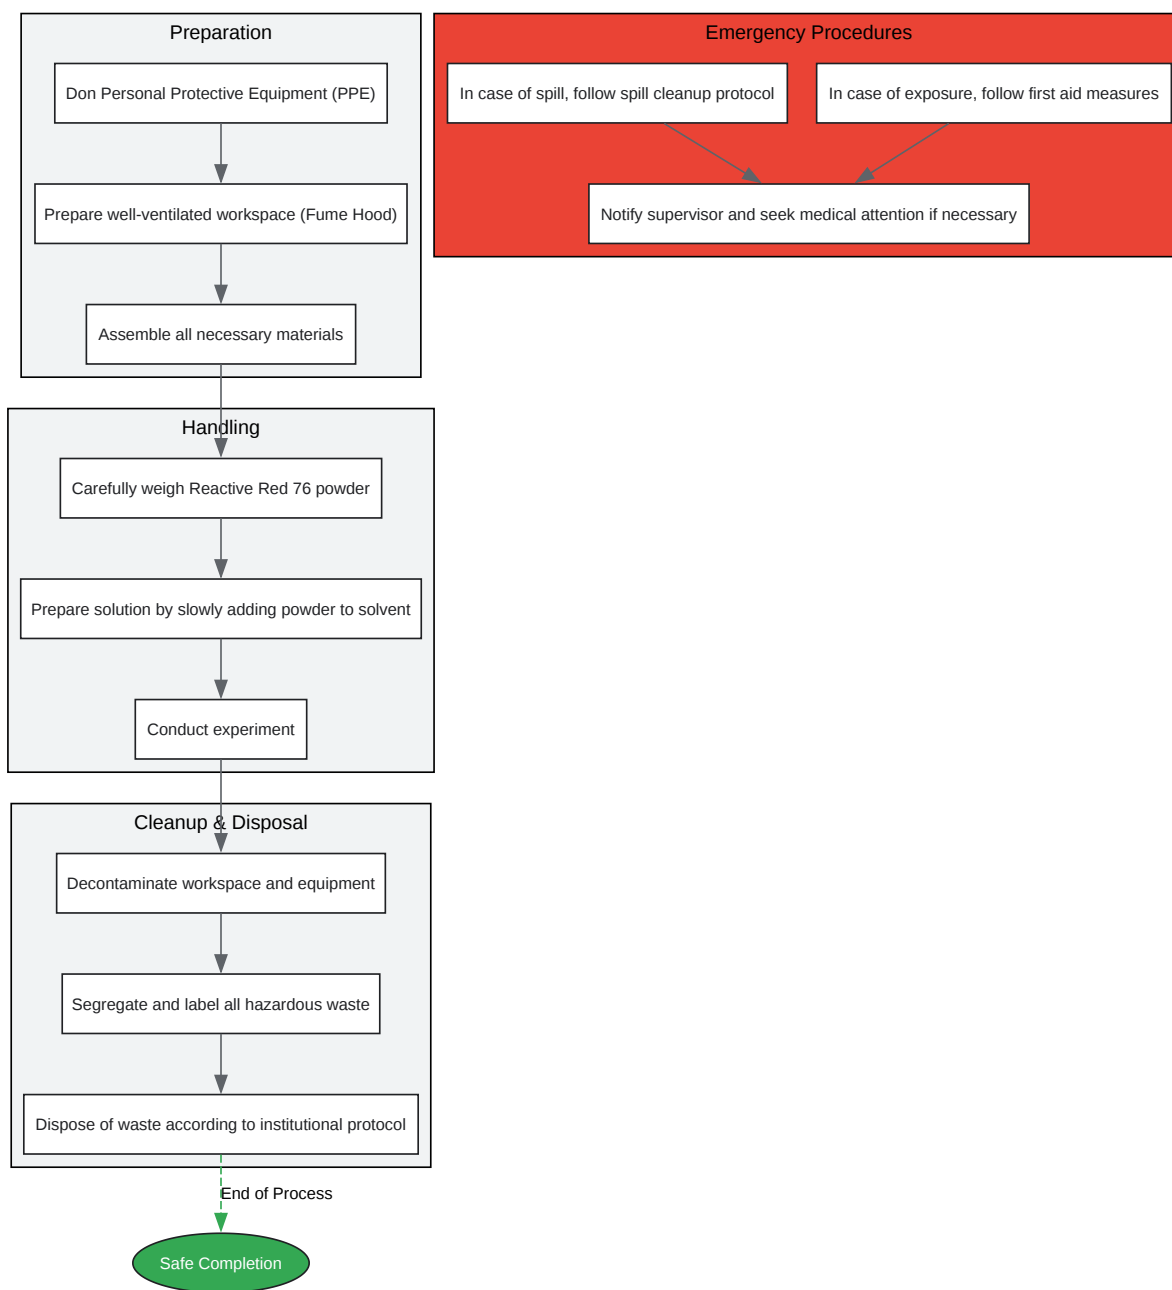 Preparation
Don Personal Protective Equipment (PPE)
Prepare well-ventilated workspace (Fume Hood)
Assemble all necessary materials
Emergency Procedures
In case of spill, follow spill cleanup protocol
In case of exposure, follow first aid measures
Notify supervisor and seek medical attention if necessary
Handling
Carefully weigh Reactive Red 76 powder
Prepare solution by slowly adding powder to solvent
Conduct experiment
Cleanup & Disposal
Decontaminate workspace and equipment
Segregate and label all hazardous waste
Dispose of waste according to institutional protocol
End of Process
Safe Completion